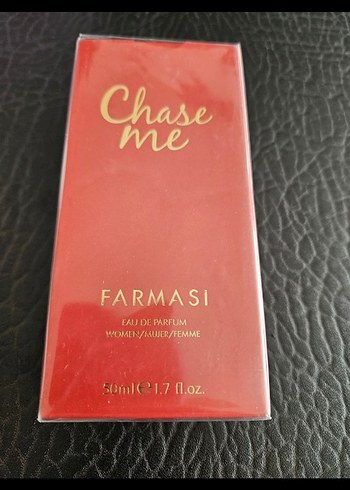 Chase
me
FARMASI
EAU DE PARFUM
WOMEN/MUJER/FEMME
50ml℮1.7 fl.oz.